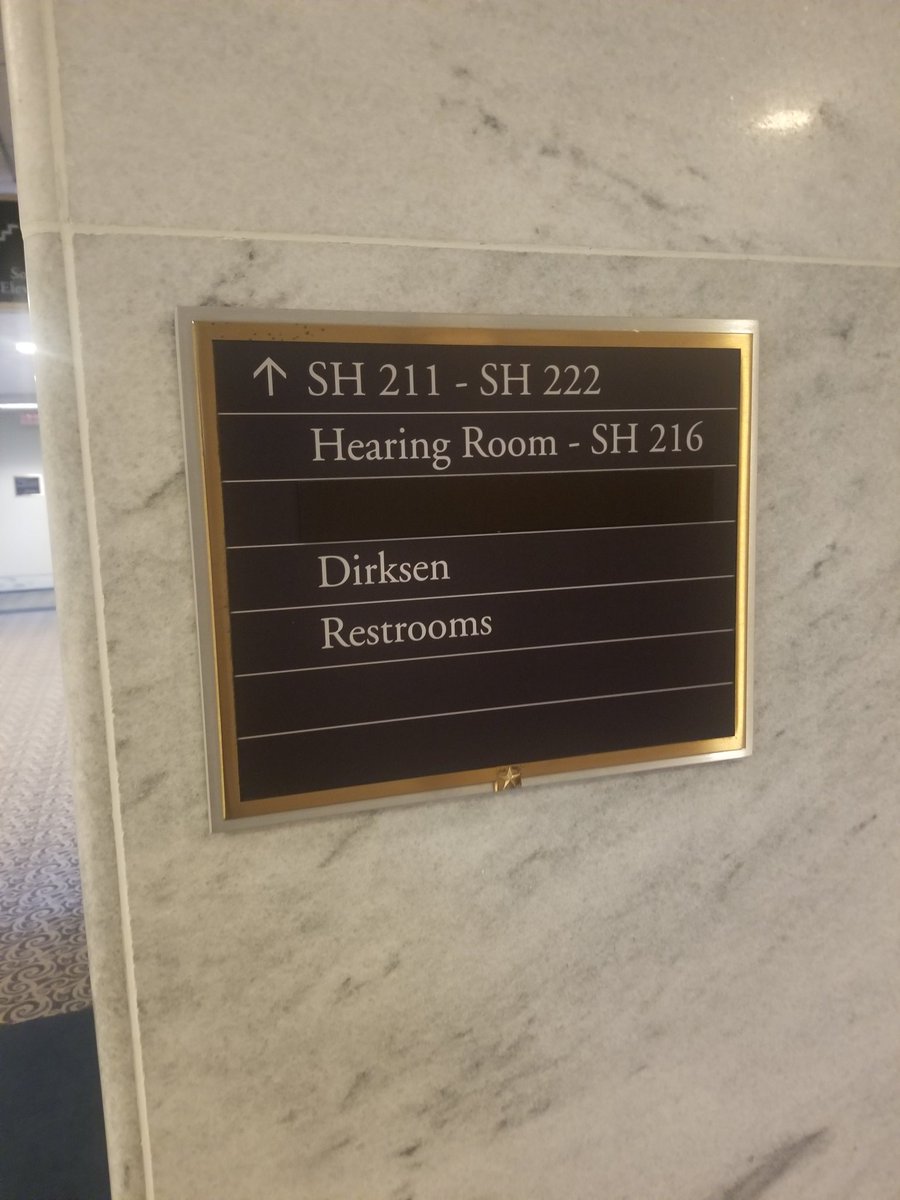 ↑ SH 211 - SH 222
Hearing Room - SH 216
Dirksen
Restrooms